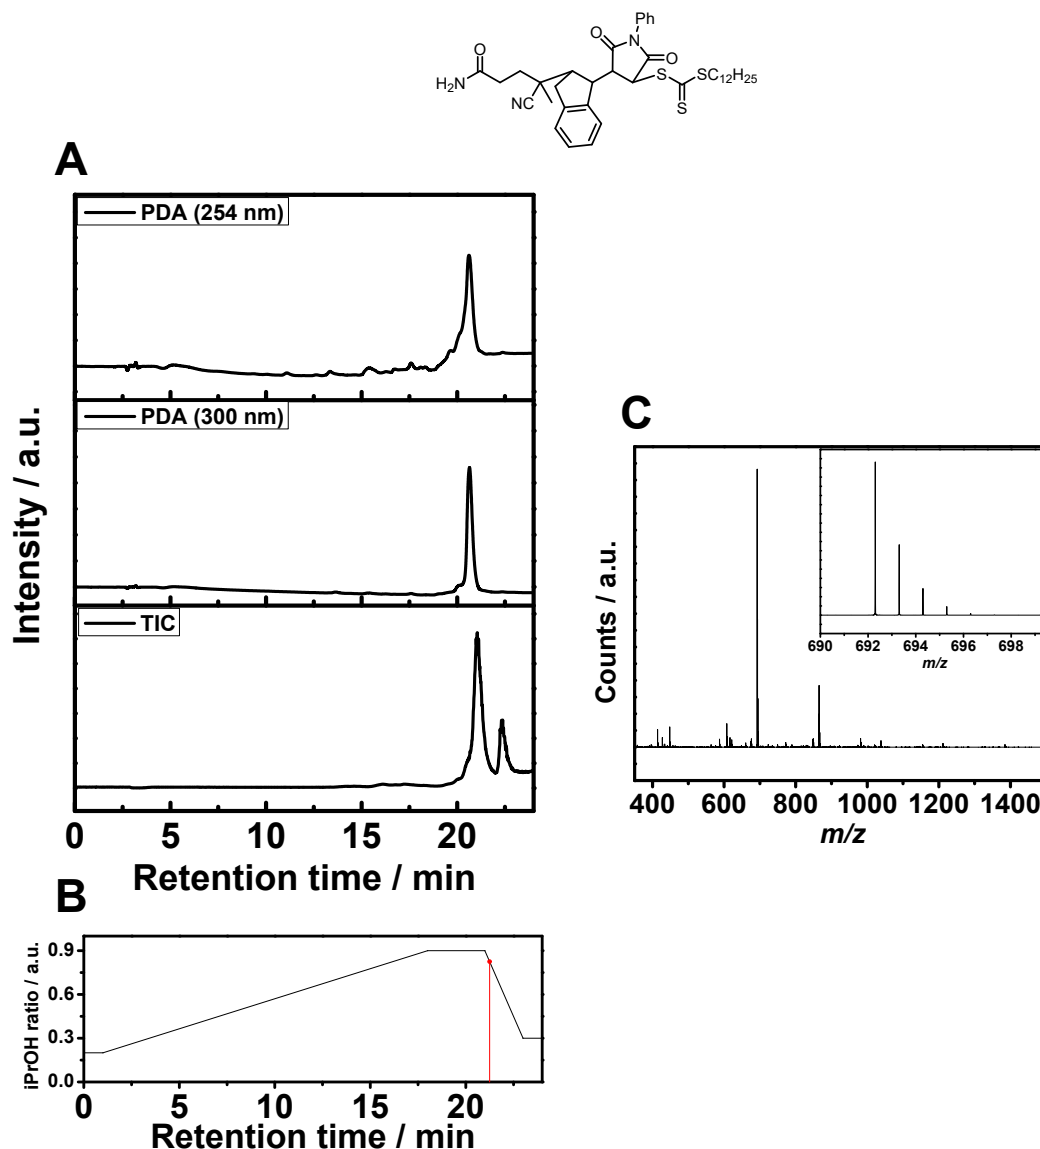 Ph
O N
O
O
H₂N
NC
S SC₁₂H₂₅
S
A
PDA (254 nm)
PDA (300 nm)
TIC
Intensity / a.u.
0 5 10 15 20
Retention time / min
B
iPrOH ratio / a.u.
0.9
0.6
0.3
0.0
0 5 10 15 20
Retention time / min
C
Counts / a.u.
690 692 694 696 698
m/z
400 600 800 1000 1200 1400
m/z